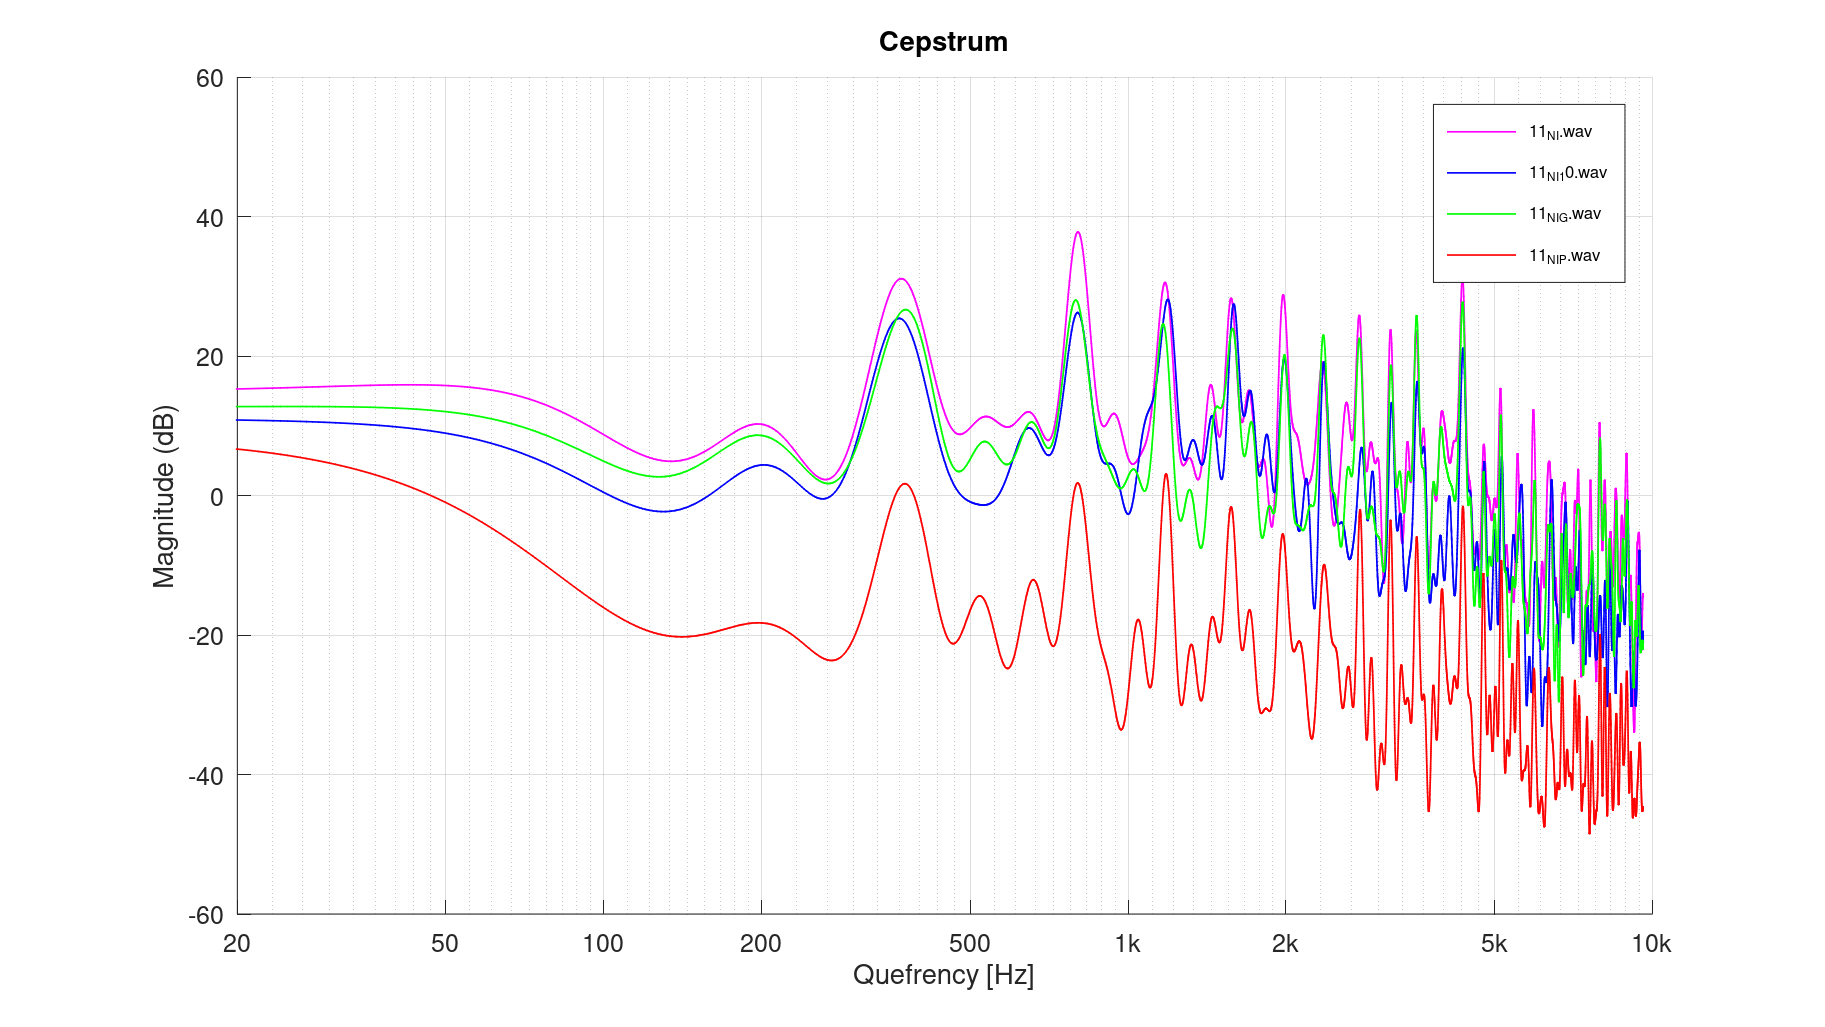 Cepstrum
60
40
20
0
-20
-40
-60
Magnitude (dB)
11NI.wav
11NI10.wav
11NIG.wav
11NIP.wav
20 50 100 200 500 1k 2k 5k 10k
Quefrency [Hz]